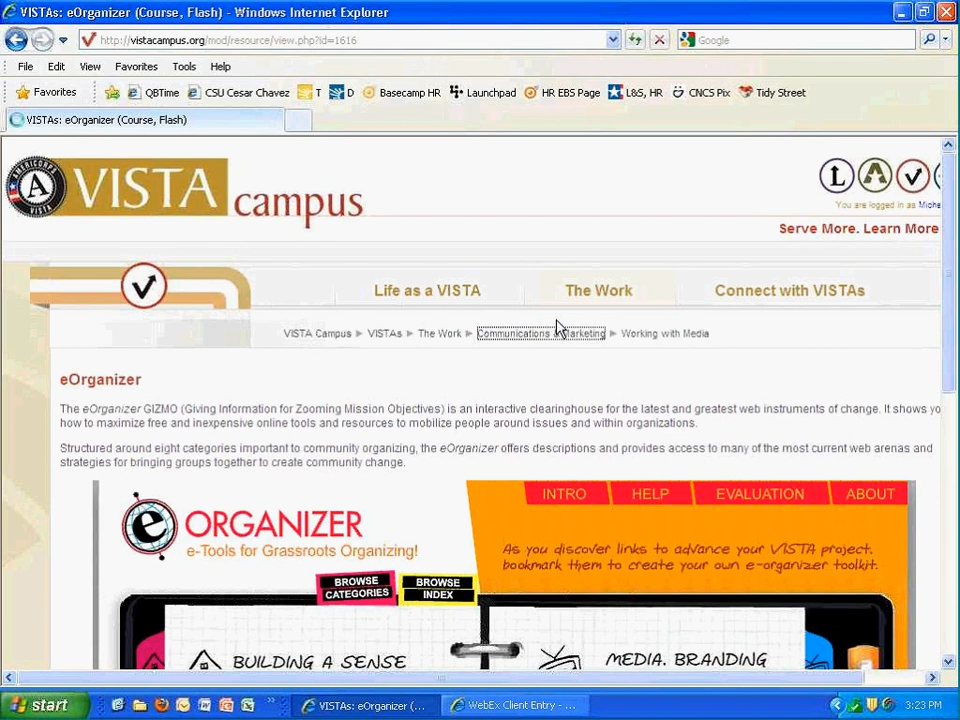 VISTAs: eOrganizer (Course, Flash) - Windows Internet Explorer
http://vistacampus.org/mod/resource/view.php?id=1616
Google
File Edit View Favorites Tools Help
Favorites QBTime CSU Cesar Chavez T D Basecamp HR Launchpad HR EBS Page L&S, HR CNCS Pix Tidy Street
VISTAs: eOrganizer (Course, Flash)
AMERICORPS A VISTA
VISTA campus
L A
You are logged in as Miche
Serve More. Learn More
Life as a VISTA The Work Connect with VISTAs
VISTA Campus ► VISTAs ► The Work ► Communications & Marketing ► Working with Media
eOrganizer
The eOrganizer GIZMO (Giving Information for Zooming Mission Objectives) is an interactive clearinghouse for the latest and greatest web instruments of change. It shows yo
how to maximize free and inexpensive online tools and resources to mobilize people around issues and within organizations.
Structured around eight categories important to community organizing, the eOrganizer offers descriptions and provides access to many of the most current web arenas and
strategies for bringing groups together to create community change.
INTRO HELP EVALUATION ABOUT
e ORGANIZER
e-Tools for Grassroots Organizing!
As you discover links to advance your VISTA project,
bookmark them to create your own e-organizer toolkit.
BROWSE CATEGORIES
BROWSE INDEX
BUILDING A SENSE
MEDIA, BRANDING
start VISTAs: eOrganizer (... WebEx Client Entry - ... 3:23 PM